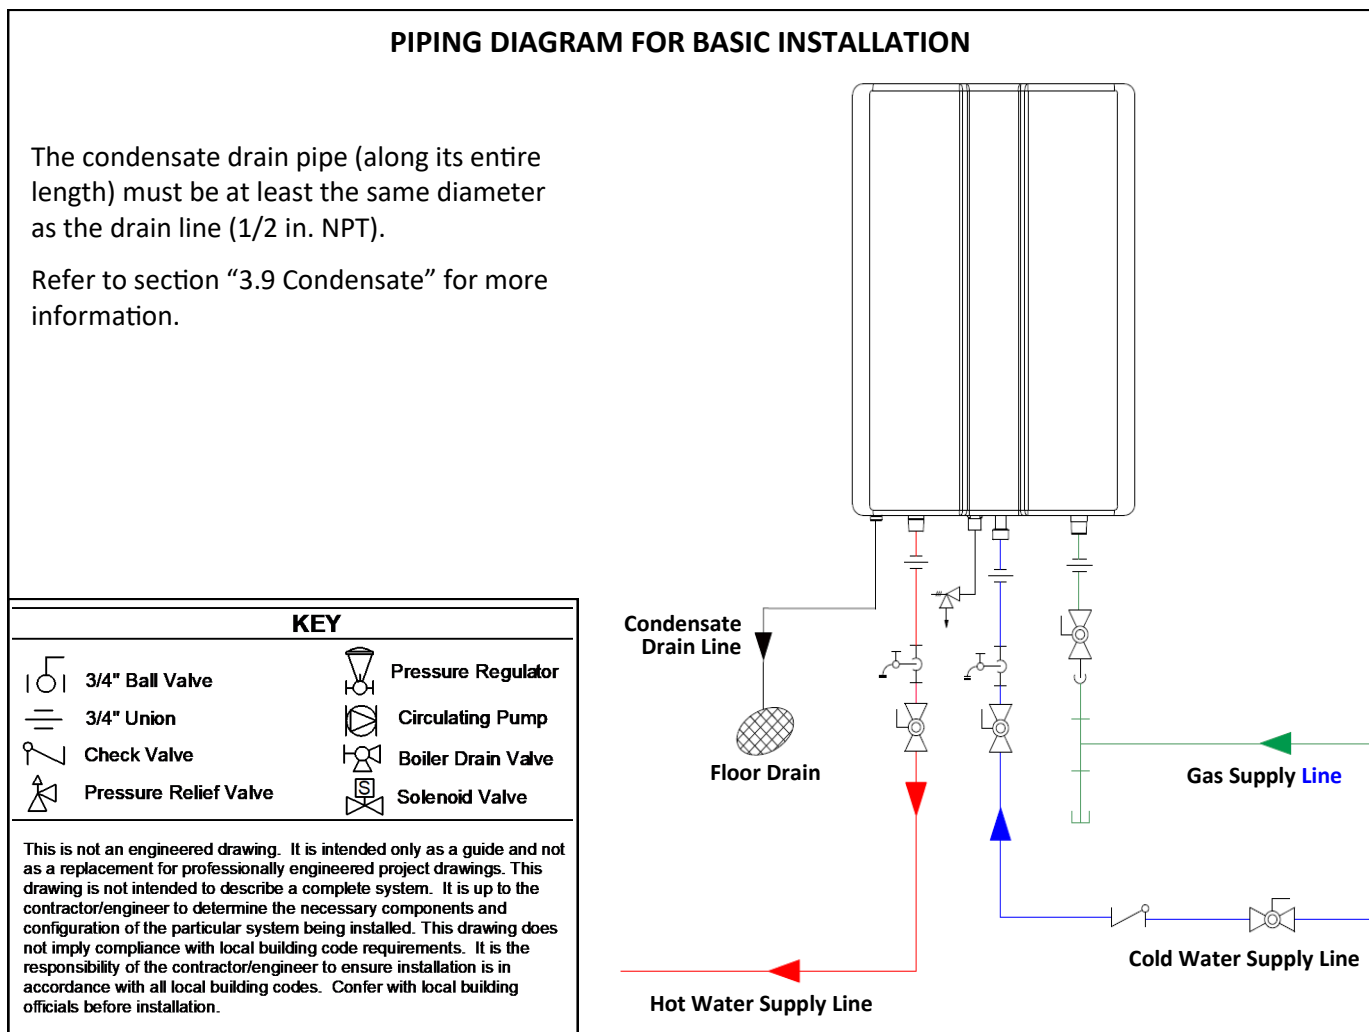 PIPING DIAGRAM FOR BASIC INSTALLATION
The condensate drain pipe (along its entire
length) must be at least the same diameter
as the drain line (1/2 in. NPT).
Refer to section “3.9 Condensate” for more
information.
KEY
3/4" Ball Valve
3/4" Union
Check Valve
Pressure Relief Valve
Pressure Regulator
Circulating Pump
Boiler Drain Valve
S
Solenoid Valve
This is not an engineered drawing. It is intended only as a guide and not
as a replacement for professionally engineered project drawings. This
drawing is not intended to describe a complete system. It is up to the
contractor/engineer to determine the necessary components and
configuration of the particular system being installed. This drawing does
not imply compliance with local building code requirements. It is the
responsibility of the contractor/engineer to ensure installation is in
accordance with all local building codes. Confer with local building
officials before installation.
Condensate
Drain Line
Floor Drain
Gas Supply Line
Cold Water Supply Line
Hot Water Supply Line